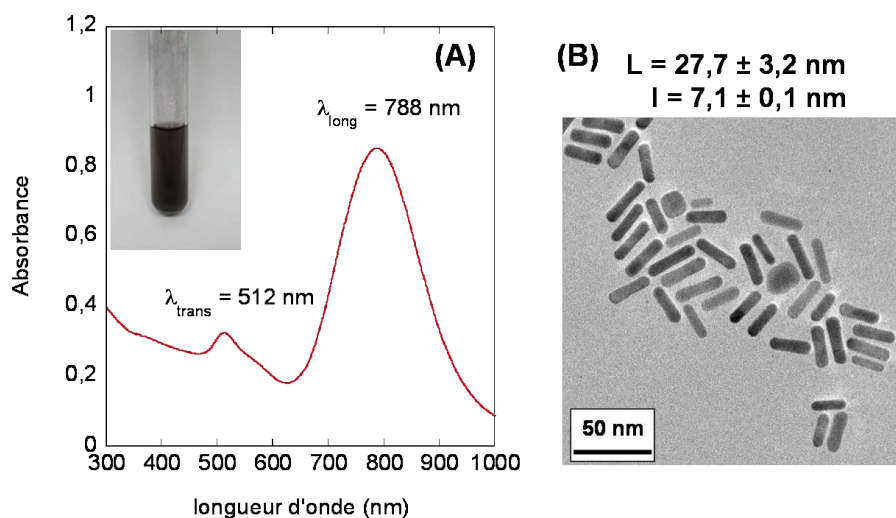 (A)
1,2
1
0,8
0,6
0,4
0,2
0
Absorbance
λlong = 788 nm
λtrans = 512 nm
300 400 500 600 700 800 900 1000
longueur d'onde (nm)
(B) L = 27,7 ± 3,2 nm
l = 7,1 ± 0,1 nm
50 nm